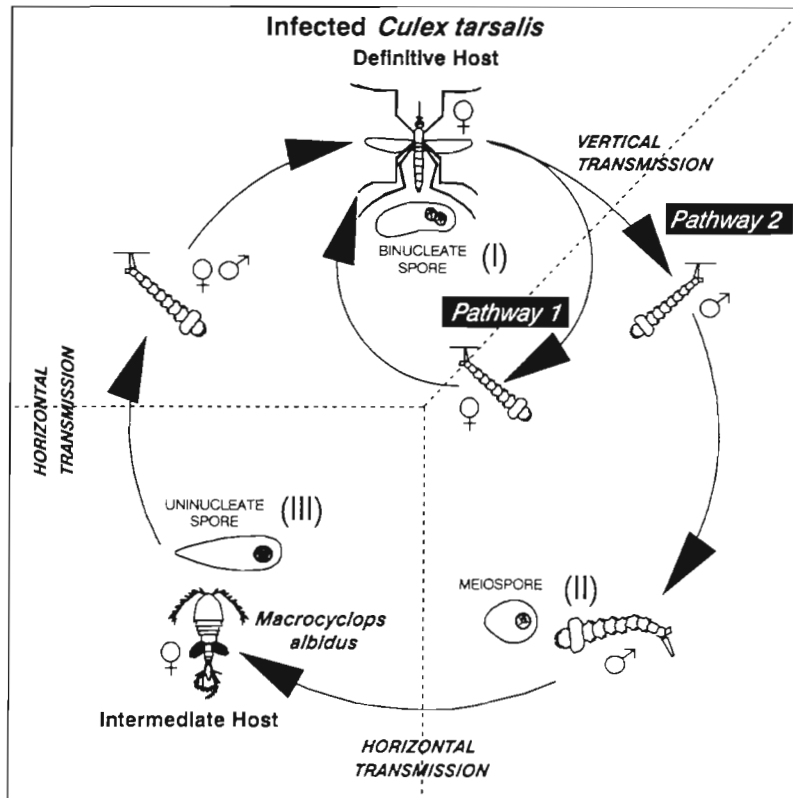 Infected Culex tarsalis
Definitive Host
♀
VERTICAL
TRANSMISSION
Pathway 2
BINUCLEATE
SPORE
(I)
♀ ♂
Pathway 1
♂
♀
HORIZONTAL
TRANSMISSION
UNINUCLEATE
SPORE
(III)
MEIOSPORE
(II)
Macrocyclops
albidus
♀
♂
Intermediate Host
HORIZONTAL
TRANSMISSION